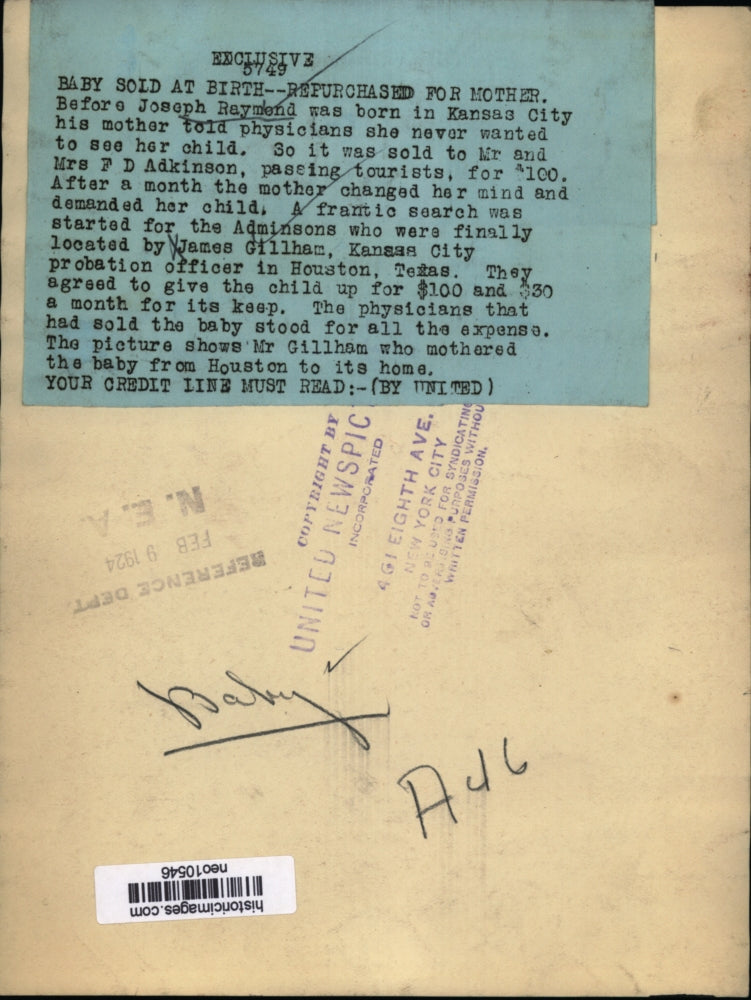 EXCLUSIVE
5749
BABY SOLD AT BIRTH--REPURCHASED FOR MOTHER.
Before Joseph Raymond was born in Kansas City
his mother told physicians she never wanted
to see her child. So it was sold to Mr and
Mrs F D Adkinson, passing tourists, for $100.
After a month the mother changed her mind and
demanded her child. A frantic search was
started for the Adminsons who were finally
located by James Gillham, Kansas City
probation officer in Houston, Texas. They
agreed to give the child up for $100 and $30
a month for its keep. The physicians that
had sold the baby stood for all the expense.
The picture shows Mr Gillham who mothered
the baby from Houston to its home.
YOUR CREDIT LINE MUST READ:-(BY UNITED)
COPYRIGHT BY
UNITED NEWSPIC
INCORPORATED
461 EIGHTH AVE.
NEW YORK CITY
NOT TO BE USED FOR SYNDICATING
OR ADVERTISING PURPOSES WITHOU
WRITTEN PERMISSION.
REFERENCE DEPT.
FEB 9 1924
N. E. A.
Baby
A46
historicimages.com
neo10546